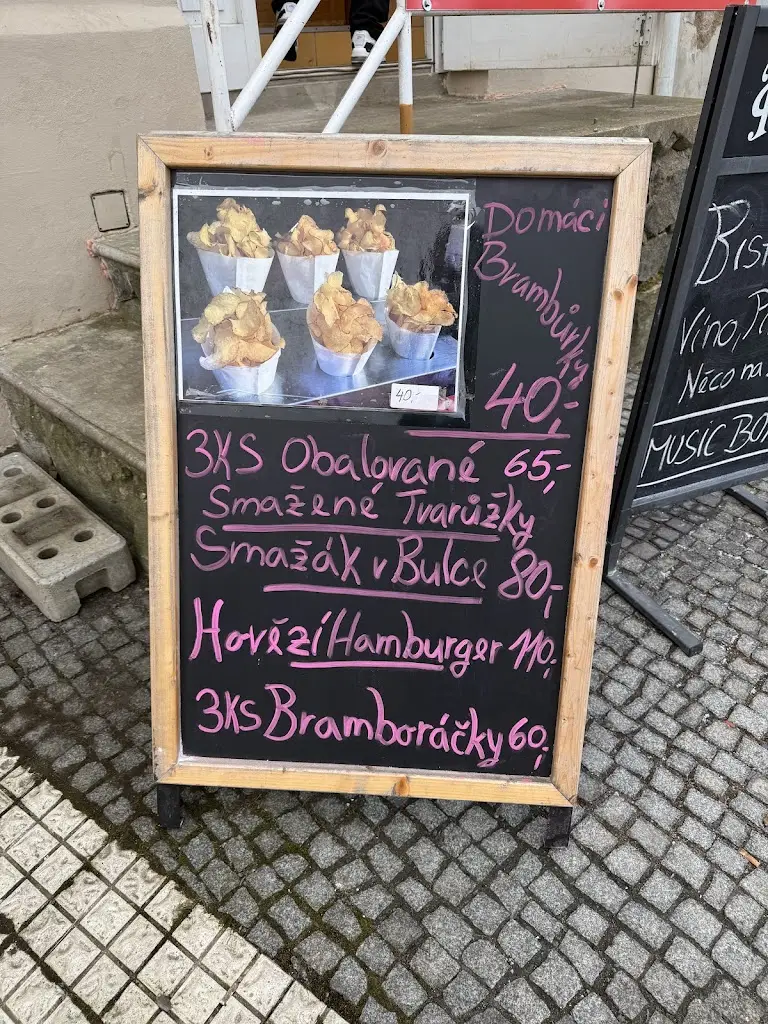 Domácí
Brambůrky
40,-
40,-
3KS Obalované 65,-
Smažené Tvarůžky
Smažák v Bulce 80,-
Hovězí Hamburger 110,-
3KS Bramboráčky 60,-
Víno,
Něco na
MUSIC BO